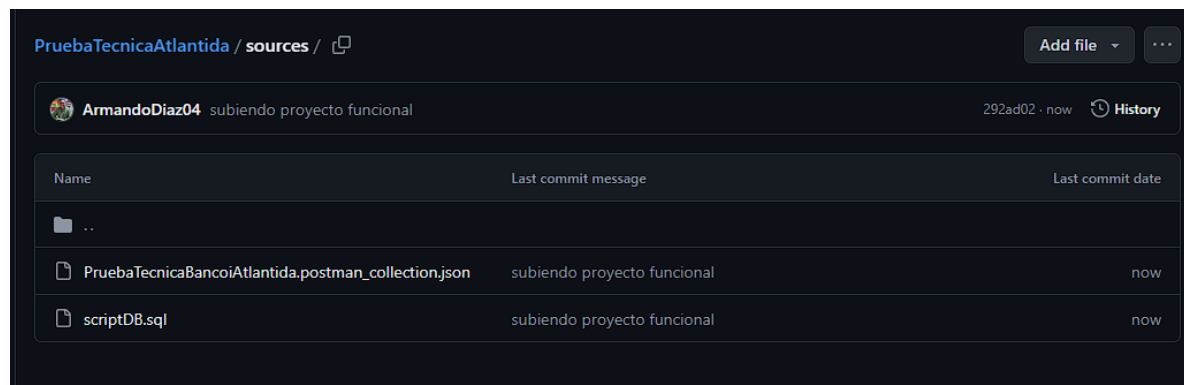 PruebaTecnicaAtlantida / sources / Add file ...
ArmandoDiaz04 subiendo proyecto funcional 292ad02 · now History
Name Last commit message Last commit date
..
PruebaTecnicaBancoiAtlantida.postman_collection.json subiendo proyecto funcional now
scriptDB.sql subiendo proyecto funcional now